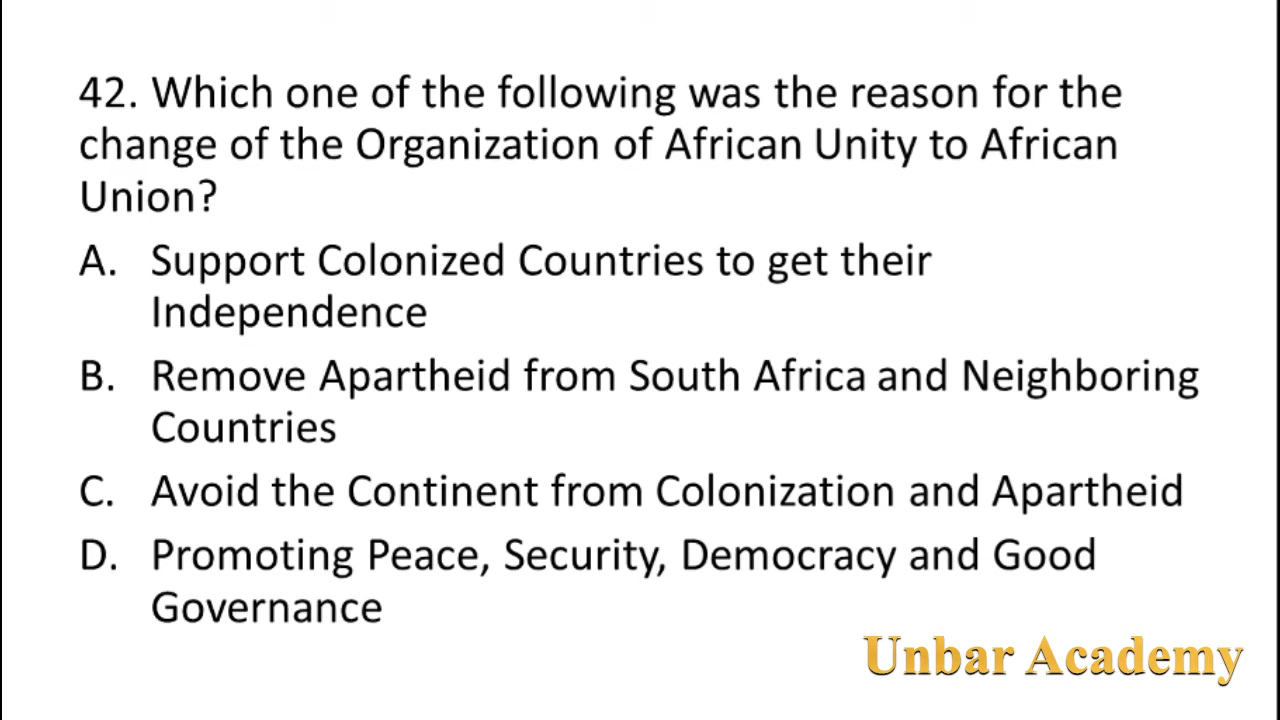 42. Which one of the following was the reason for the
change of the Organization of African Unity to African
Union?
A. Support Colonized Countries to get their
Independence
B. Remove Apartheid from South Africa and Neighboring
Countries
C. Avoid the Continent from Colonization and Apartheid
D. Promoting Peace, Security, Democracy and Good
Governance
Unbar Academy